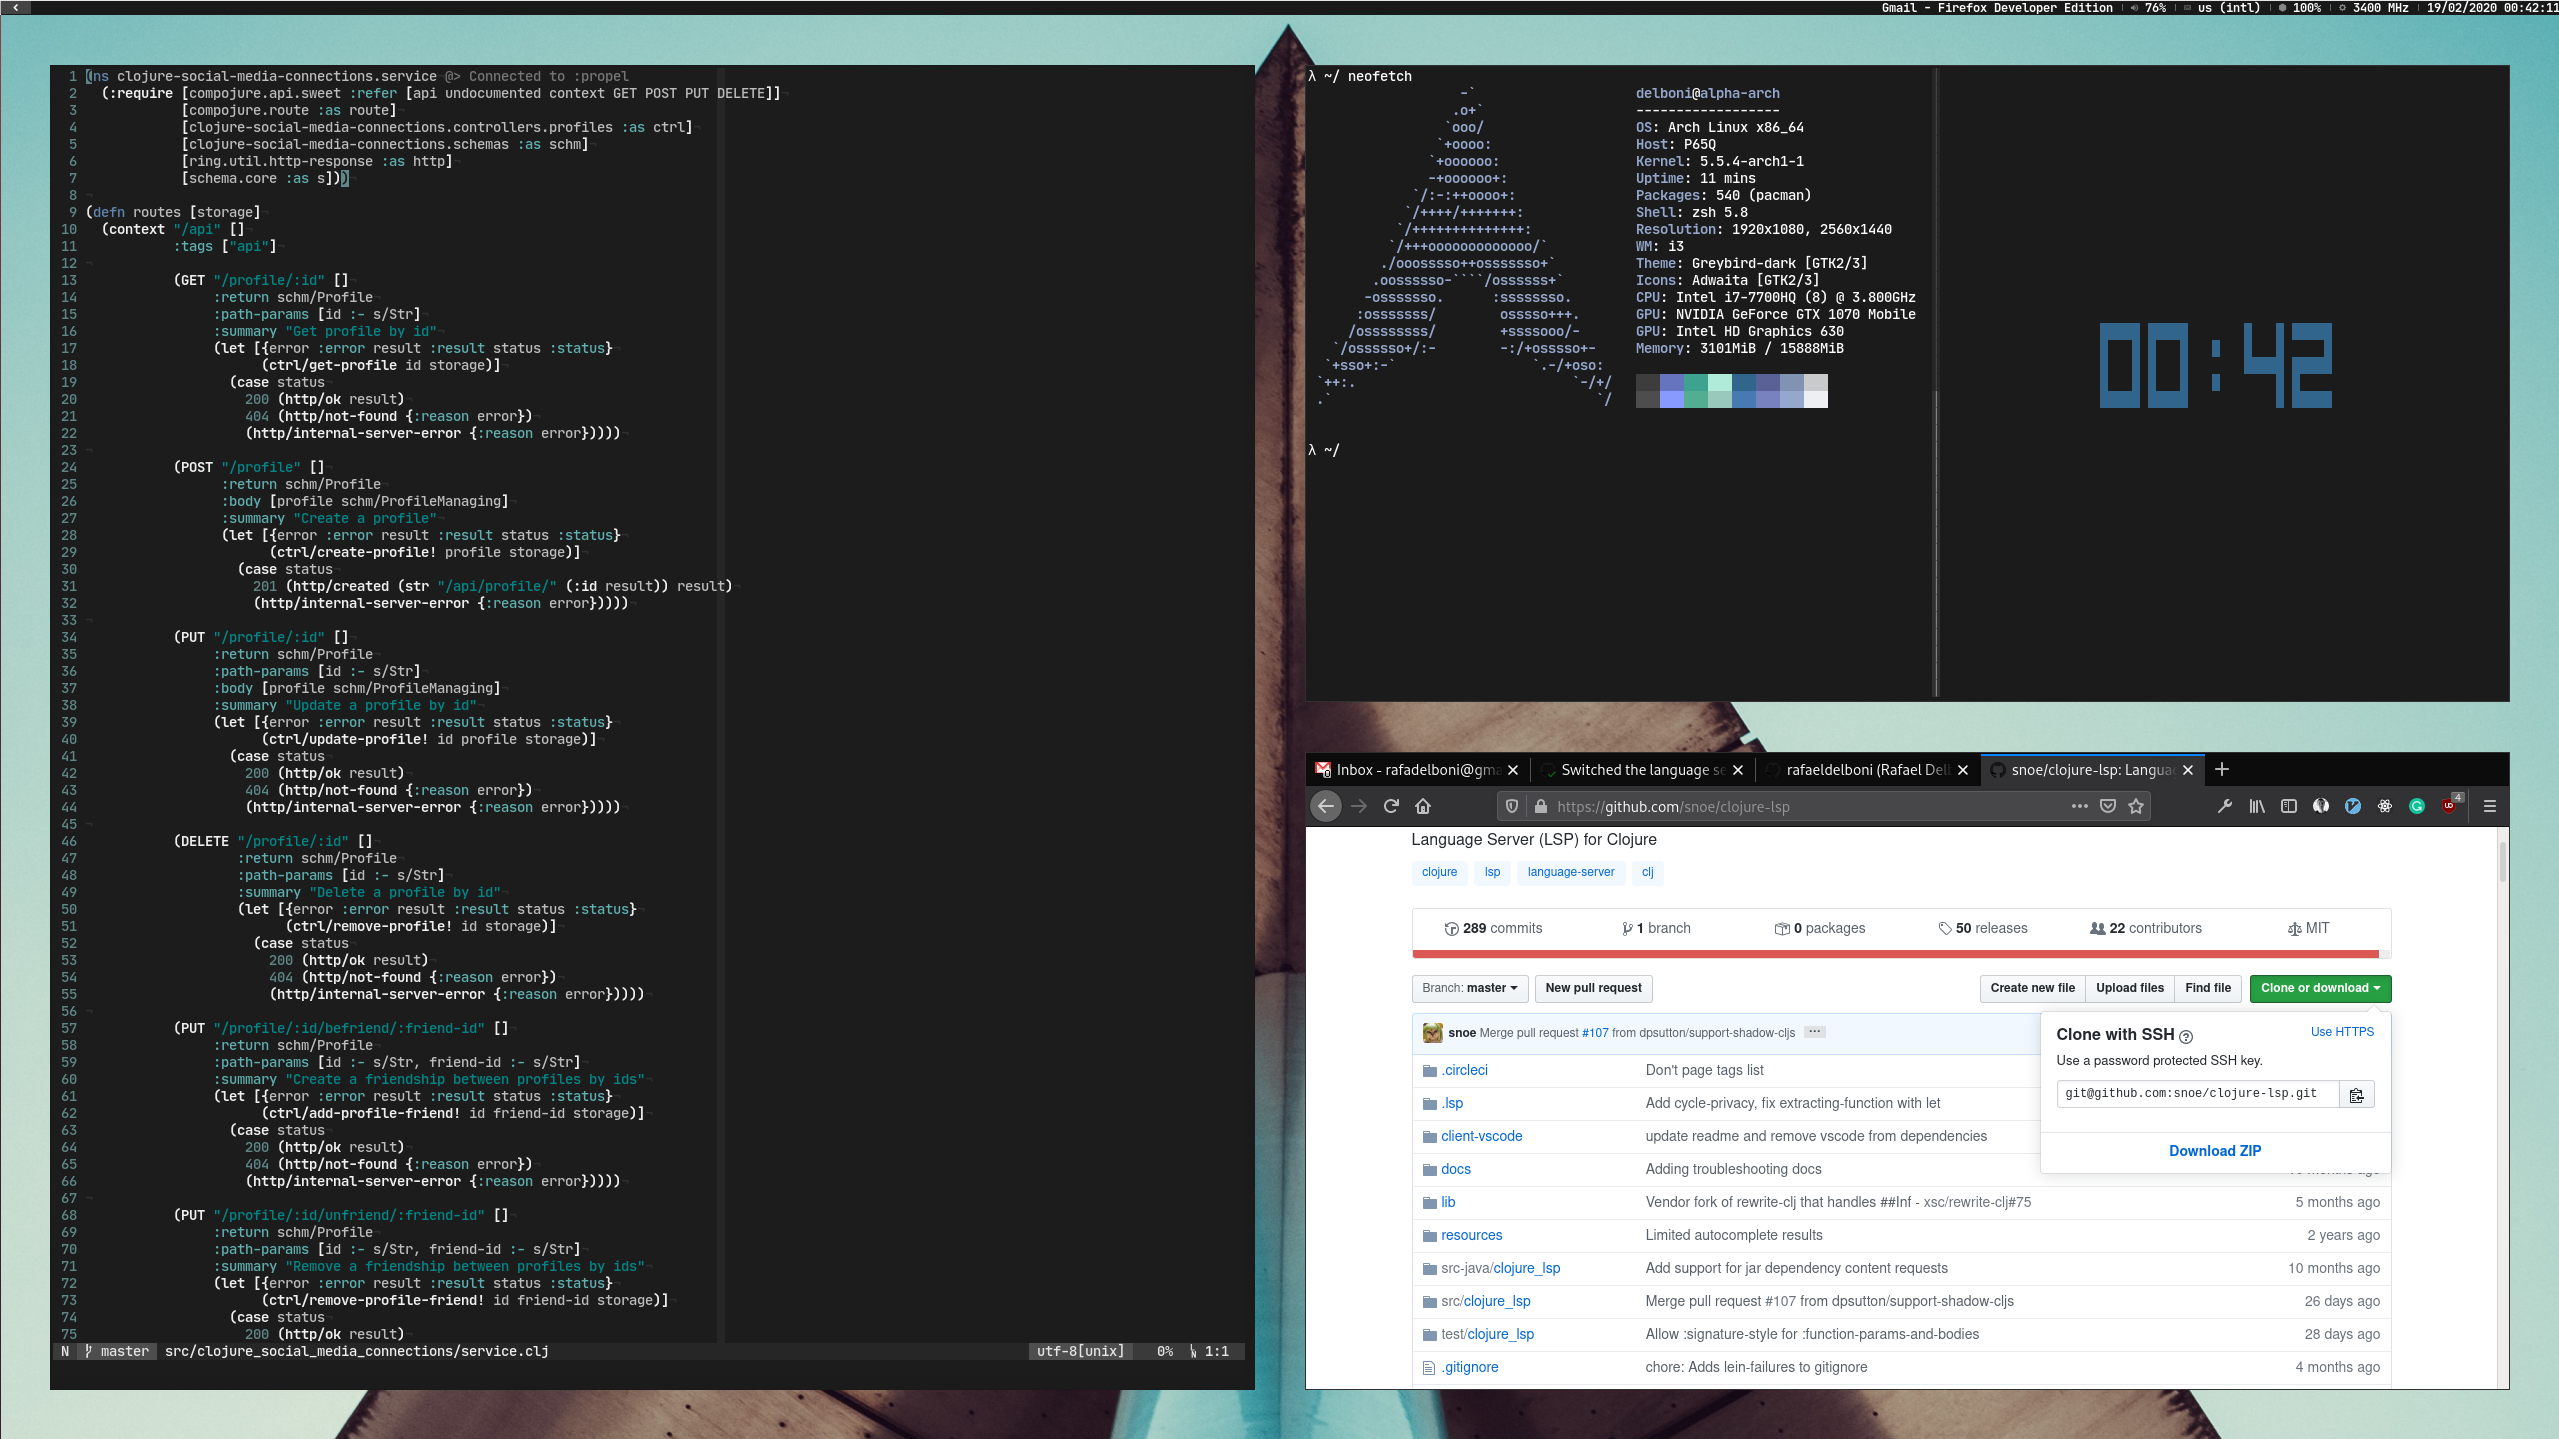 Gmail - Firefox Developer Edition 76% us (intl) 100% 3400 MHz 19/02/2020 00:42:11
1 (ns clojure-social-media-connections.service @> Connected to :propel
2 (:require [compojure.api.sweet :refer [api undocumented context GET POST PUT DELETE]]¬
3 [compojure.route :as route]¬
4 [clojure-social-media-connections.controllers.profiles :as ctrl]¬
5 [clojure-social-media-connections.schemas :as schm]¬
6 [ring.util.http-response :as http]¬
7 [schema.core :as s]))¬
8 ¬
9 (defn routes [storage]¬
10 (context "/api" []¬
11 :tags ["api"]¬
12 ¬
13 (GET "/profile/:id" []¬
14 :return schm/Profile¬
15 :path-params [id :- s/Str]¬
16 :summary "Get profile by id"¬
17 (let [{error :error result :result status :status}¬
18 (ctrl/get-profile id storage)]¬
19 (case status¬
20 200 (http/ok result)¬
21 404 (http/not-found {:reason error})¬
22 (http/internal-server-error {:reason error}))))¬
23 ¬
24 (POST "/profile" []¬
25 :return schm/Profile¬
26 :body [profile schm/ProfileManaging]¬
27 :summary "Create a profile"¬
28 (let [{error :error result :result status :status}¬
29 (ctrl/create-profile! profile storage)]¬
30 (case status¬
31 201 (http/created (str "/api/profile/" (:id result)) result)¬
32 (http/internal-server-error {:reason error}))))¬
33 ¬
34 (PUT "/profile/:id" []¬
35 :return schm/Profile¬
36 :path-params [id :- s/Str]¬
37 :body [profile schm/ProfileManaging]¬
38 :summary "Update a profile by id"¬
39 (let [{error :error result :result status :status}¬
40 (ctrl/update-profile! id profile storage)]¬
41 (case status¬
42 200 (http/ok result)¬
43 404 (http/not-found {:reason error})¬
44 (http/internal-server-error {:reason error}))))¬
45 ¬
46 (DELETE "/profile/:id" []¬
47 :return schm/Profile¬
48 :path-params [id :- s/Str]¬
49 :summary "Delete a profile by id"¬
50 (let [{error :error result :result status :status}¬
51 (ctrl/remove-profile! id storage)]¬
52 (case status¬
53 200 (http/ok result)¬
54 404 (http/not-found {:reason error})¬
55 (http/internal-server-error {:reason error}))))¬
56 ¬
57 (PUT "/profile/:id/befriend/:friend-id" []¬
58 :return schm/Profile¬
59 :path-params [id :- s/Str, friend-id :- s/Str]¬
60 :summary "Create a friendship between profiles by ids"¬
61 (let [{error :error result :result status :status}¬
62 (ctrl/add-profile-friend! id friend-id storage)]¬
63 (case status¬
64 200 (http/ok result)¬
65 404 (http/not-found {:reason error})¬
66 (http/internal-server-error {:reason error}))))¬
67 ¬
68 (PUT "/profile/:id/unfriend/:friend-id" []¬
69 :return schm/Profile¬
70 :path-params [id :- s/Str, friend-id :- s/Str]¬
71 :summary "Remove a friendship between profiles by ids"¬
72 (let [{error :error result :result status :status}¬
73 (ctrl/remove-profile-friend! id friend-id storage)]¬
74 (case status¬
75 200 (http/ok result)¬
N master src/clojure_social_media_connections/service.clj utf-8[unix] 0% 1:1
λ ~/ neofetch
delboni@alpha-arch
------------------
OS: Arch Linux x86_64
Host: P65Q
Kernel: 5.5.4-arch1-1
Uptime: 11 mins
Packages: 540 (pacman)
Shell: zsh 5.8
Resolution: 1920x1080, 2560x1440
WM: i3
Theme: Greybird-dark [GTK2/3]
Icons: Adwaita [GTK2/3]
CPU: Intel i7-7700HQ (8) @ 3.800GHz
GPU: NVIDIA GeForce GTX 1070 Mobile
GPU: Intel HD Graphics 630
Memory: 3101MiB / 15888MiB
λ ~/
00:42
Inbox - rafadelboni@gma Switched the language se rafaeldelboni (Rafael Del snoe/clojure-lsp: Langua
https://github.com/snoe/clojure-lsp 4
Language Server (LSP) for Clojure
clojure lsp language-server clj
289 commits 1 branch 0 packages 50 releases 22 contributors MIT
Branch: master New pull request Create new file Upload files Find file Clone or download
snoe Merge pull request #107 from dpsutton/support-shadow-cljs ...
Clone with SSH Use HTTPS
Use a password protected SSH key.
git@github.com:snoe/clojure-lsp.git
Download ZIP
.circleci Don't page tags list
.lsp Add cycle-privacy, fix extracting-function with let
client-vscode update readme and remove vscode from dependencies
docs Adding troubleshooting docs
lib Vendor fork of rewrite-clj that handles ##Inf - xsc/rewrite-clj#75 5 months ago
resources Limited autocomplete results 2 years ago
src-java/clojure_lsp Add support for jar dependency content requests 10 months ago
src/clojure_lsp Merge pull request #107 from dpsutton/support-shadow-cljs 26 days ago
test/clojure_lsp Allow :signature-style for :function-params-and-bodies 28 days ago
.gitignore chore: Adds lein-failures to gitignore 4 months ago